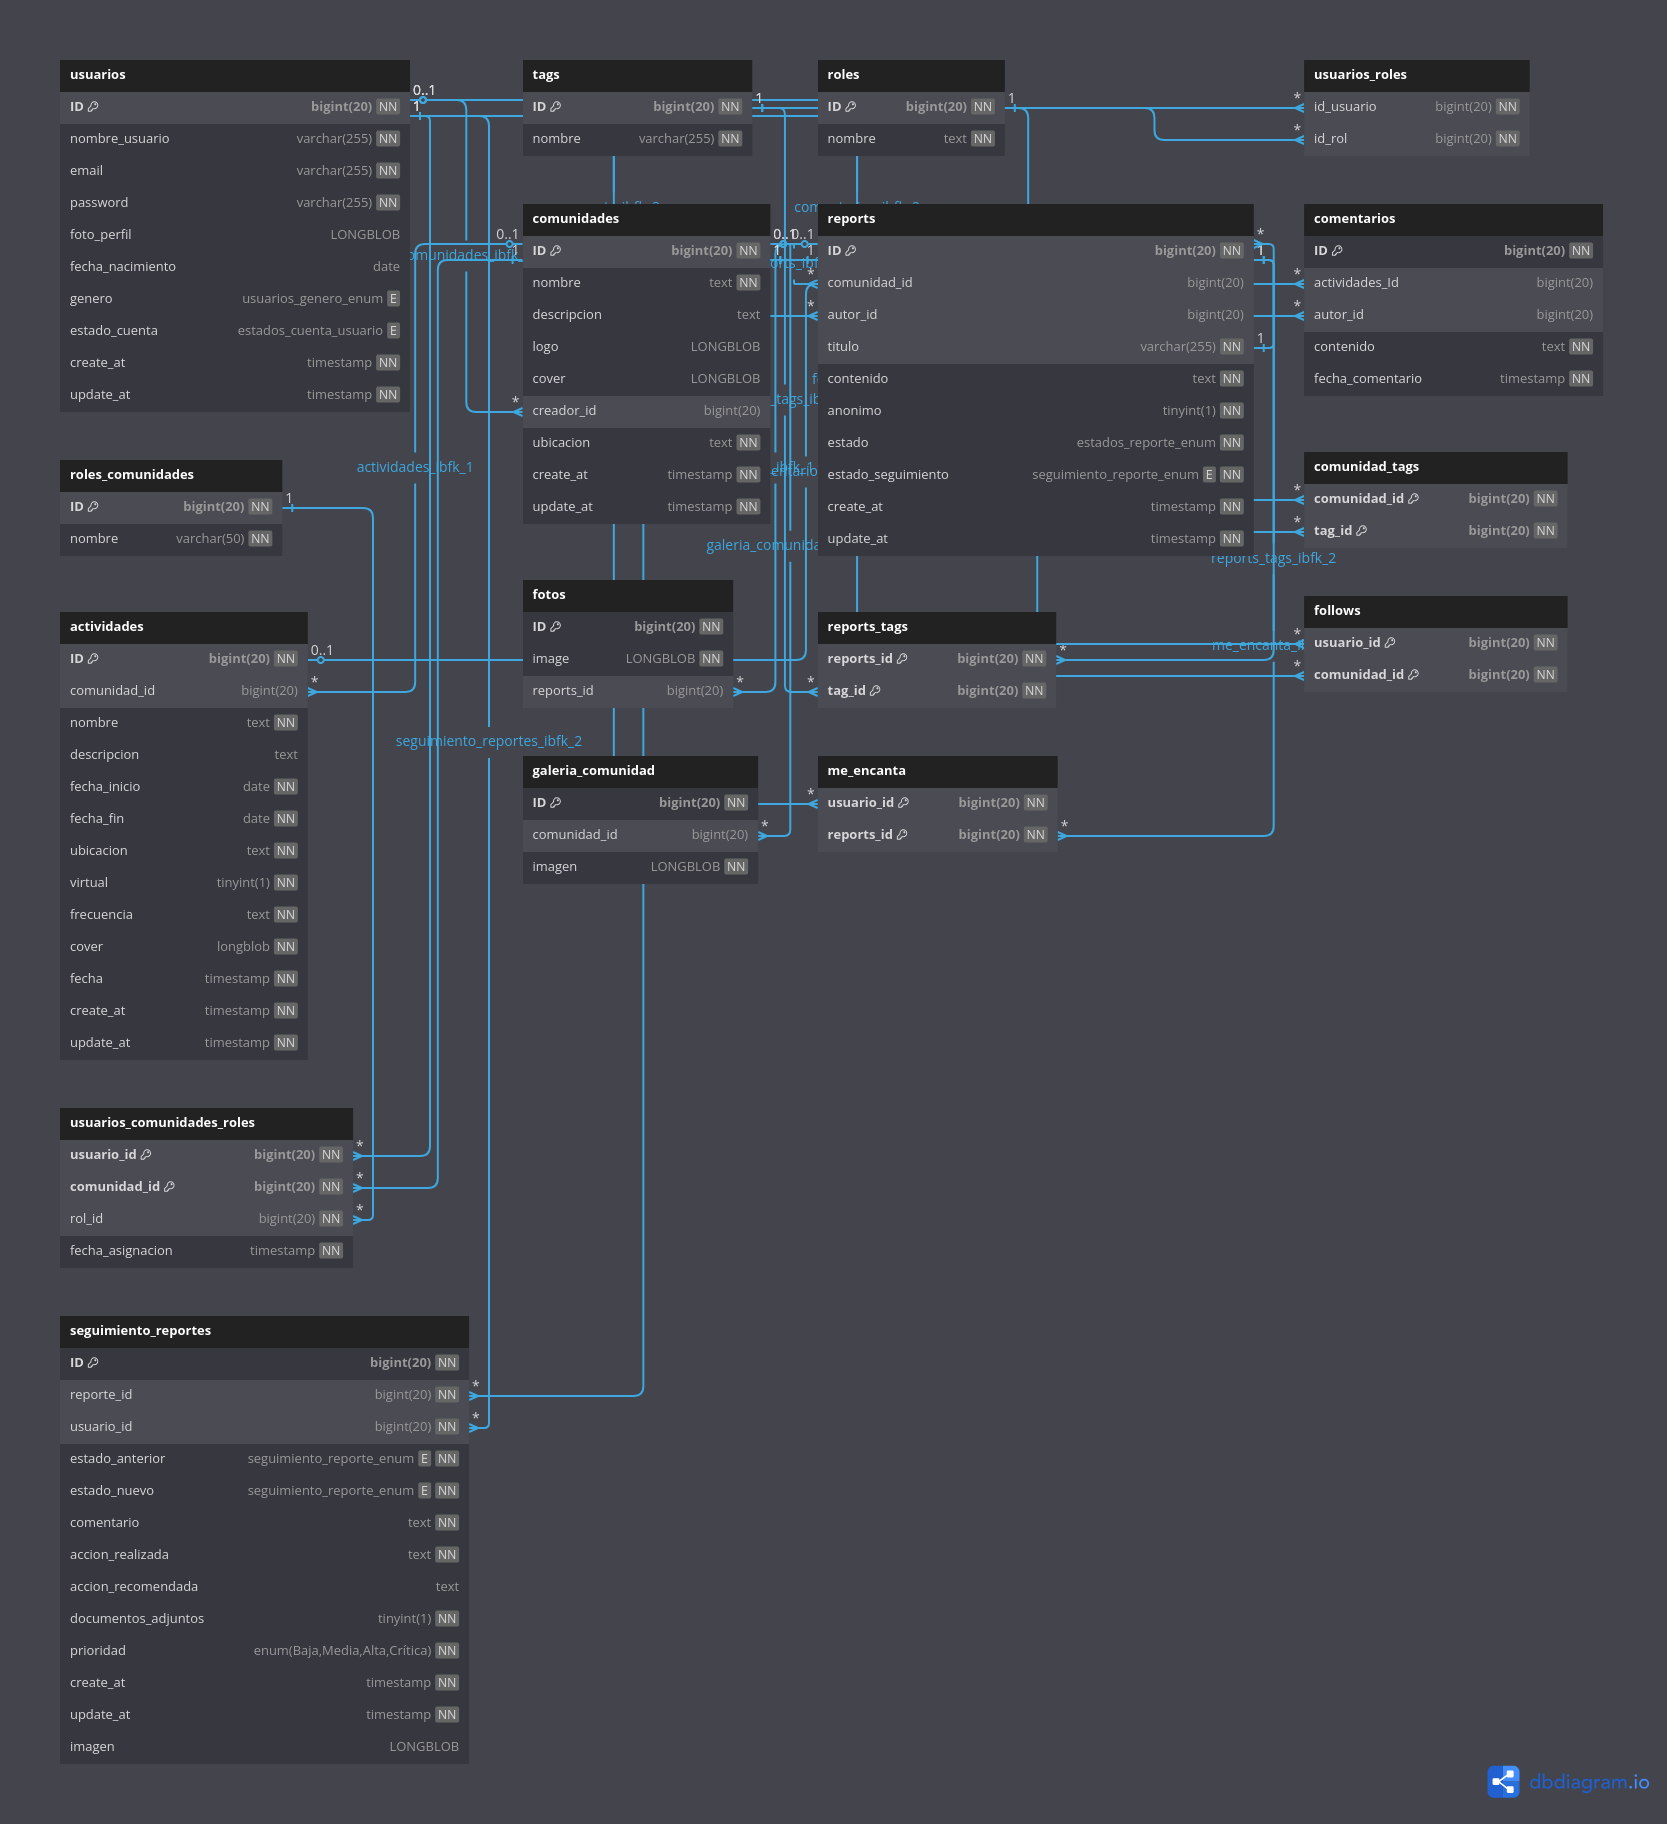 usuarios
ID bigint(20) NN
nombre_usuario varchar(255) NN
email varchar(255) NN
password varchar(255) NN
foto_perfil LONGBLOB
fecha_nacimiento date
genero usuarios_genero_enum E
estado_cuenta estados_cuenta_usuario E
create_at timestamp NN
update_at timestamp NN
0..1
1
tags
ID bigint(20) NN
nombre varchar(255) NN
1
roles
ID bigint(20) NN
nombre text NN
1
usuarios_roles
* id_usuario bigint(20) NN
* id_rol bigint(20) NN
comunidades
0..1
1
ID bigint(20) NN
nombre text NN
descripcion text
logo LONGBLOB
cover LONGBLOB
* creador_id bigint(20)
ubicacion text NN
create_at timestamp NN
update_at timestamp NN
0..1
0..1
1
1
reports
ID bigint(20) NN
* comunidad_id bigint(20)
* autor_id bigint(20)
titulo varchar(255) NN
contenido text NN
anonimo tinyint(1) NN
estado estados_reporte_enum NN
estado_seguimiento seguimiento_reporte_enum E NN
create_at timestamp NN
update_at timestamp NN
*
1
1
comentarios
ID bigint(20) NN
* actividades_Id bigint(20)
* autor_id bigint(20)
contenido text NN
fecha_comentario timestamp NN
actividades_ibfk_1
roles_comunidades
ID bigint(20) NN
nombre varchar(50) NN
1
comunidad_tags
* comunidad_id bigint(20) NN
* tag_id bigint(20) NN
reports_tags_ibfk_2
fotos
ID bigint(20) NN
image LONGBLOB NN
reports_id bigint(20) *
follows
* usuario_id bigint(20) NN
* comunidad_id bigint(20) NN
actividades
ID bigint(20) NN 0..1
comunidad_id bigint(20) *
nombre text NN
descripcion text
fecha_inicio date NN
fecha_fin date NN
ubicacion text NN
virtual tinyint(1) NN
frecuencia text NN
cover longblob NN
fecha timestamp NN
create_at timestamp NN
update_at timestamp NN
reports_tags
reports_id bigint(20) NN *
* tag_id bigint(20) NN
seguimiento_reportes_ibfk_2
galeria_comunidad
ID bigint(20) NN
comunidad_id bigint(20) *
imagen LONGBLOB NN
me_encanta
* usuario_id bigint(20) NN
reports_id bigint(20) NN *
usuarios_comunidades_roles
usuario_id bigint(20) NN *
comunidad_id bigint(20) NN *
rol_id bigint(20) NN *
fecha_asignacion timestamp NN
seguimiento_reportes
ID bigint(20) NN
reporte_id bigint(20) NN *
usuario_id bigint(20) NN *
estado_anterior seguimiento_reporte_enum E NN
estado_nuevo seguimiento_reporte_enum E NN
comentario text NN
accion_realizada text NN
accion_recomendada text
documentos_adjuntos tinyint(1) NN
prioridad enum(Baja,Media,Alta,Crítica) NN
create_at timestamp NN
update_at timestamp NN
imagen LONGBLOB
dbdiagram.io